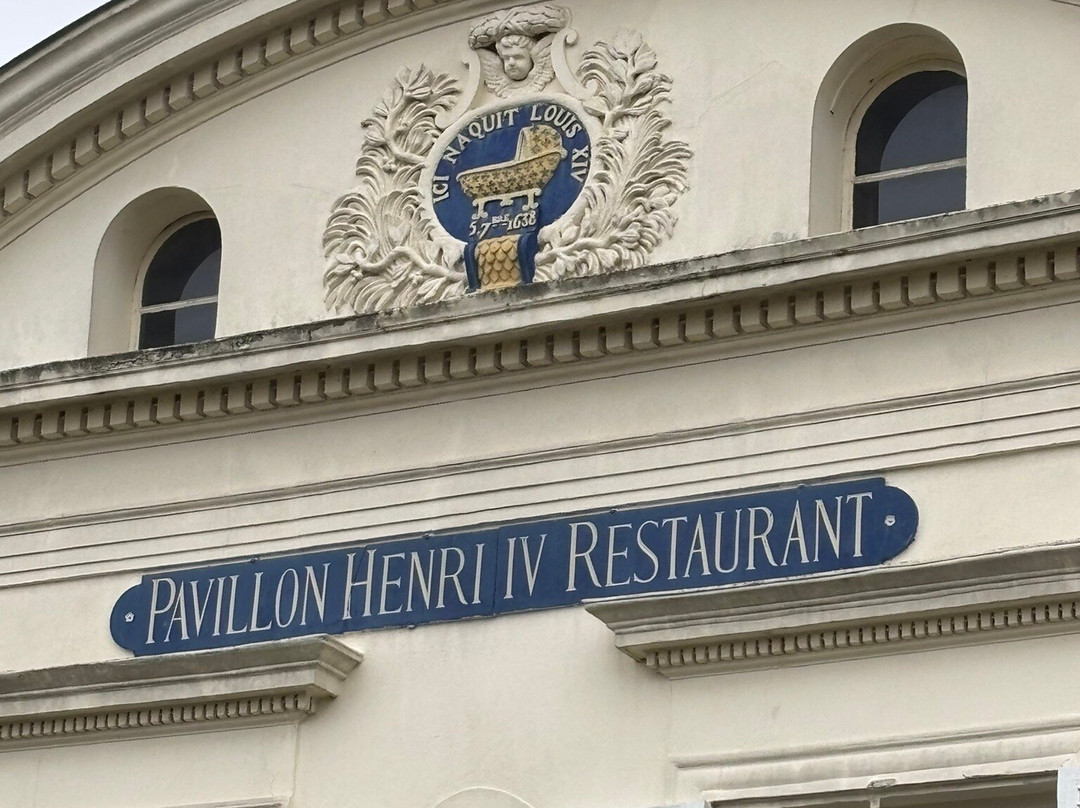 ICI NAQUIT LOUIS XIV
5.7BRE-1638
PAVILLON HENRI IV RESTAURANT